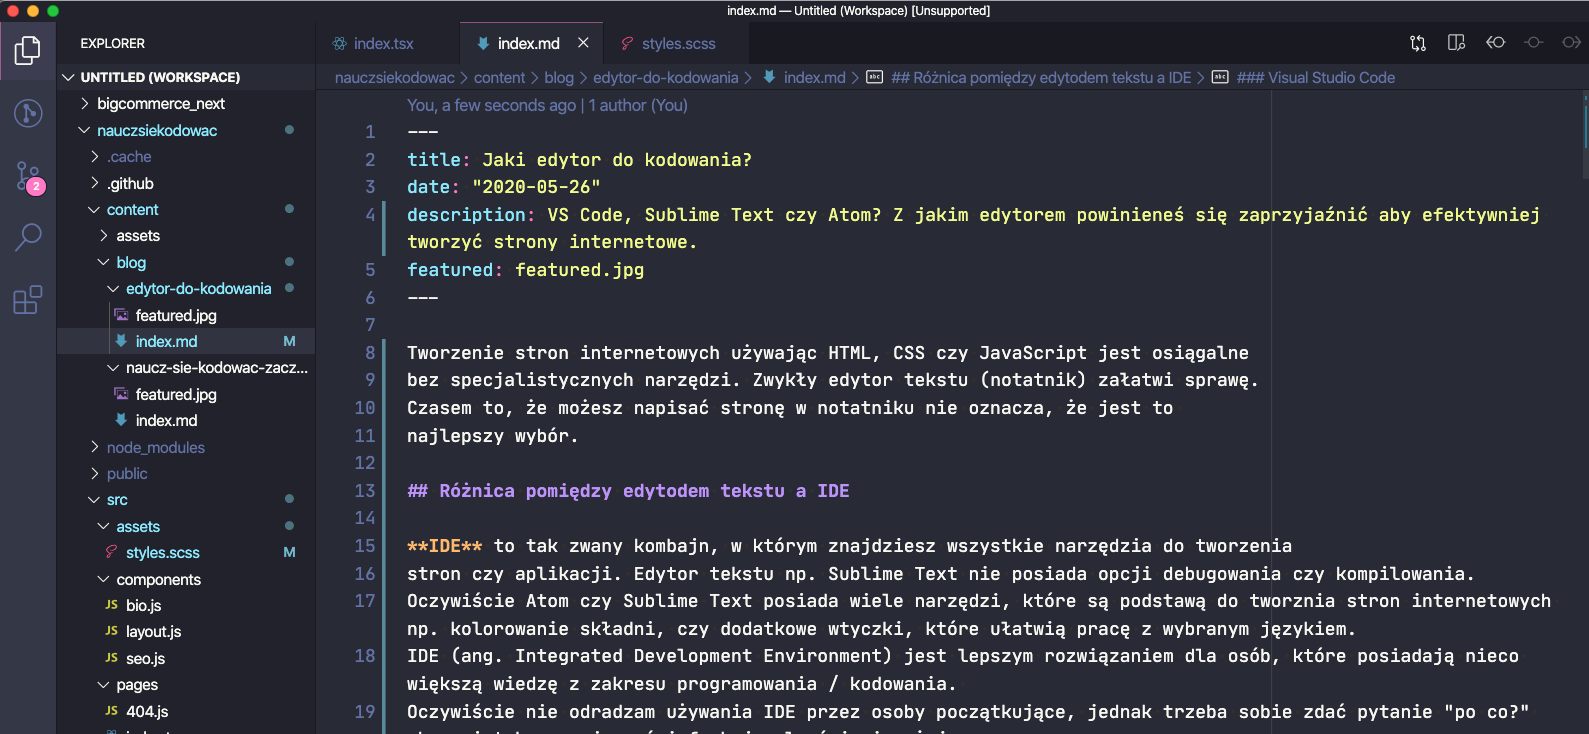 index.md — Untitled (Workspace) [Unsupported]
EXPLORER
index.tsx
index.md
styles.scss
UNTITLED (WORKSPACE)
nauczsiekodowac > content > blog > edytor-do-kodowania > index.md > ## Różnica pomiędzy edytodem tekstu a IDE > ### Visual Studio Code
bigcommerce_next
nauczsiekodowac
.cache
.github
content
assets
blog
edytor-do-kodowania
featured.jpg
index.md M
naucz-sie-kodowac-zacz...
featured.jpg
index.md
node_modules
public
src
assets
styles.scss M
components
JS bio.js
JS layout.js
JS seo.js
pages
JS 404.js
2
You, a few seconds ago | 1 author (You)
1 ---
2 title: Jaki edytor do kodowania?
3 date: "2020-05-26"
4 description: VS Code, Sublime Text czy Atom? Z jakim edytorem powinieneś się zaprzyjaźnić aby efektywniej
tworzyć strony internetowe.
5 featured: featured.jpg
6 ---
7
8 Tworzenie stron internetowych używając HTML, CSS czy JavaScript jest osiągalne
9 bez specjalistycznych narzędzi. Zwykły edytor tekstu (notatnik) załatwi sprawę.
10 Czasem to, że możesz napisać stronę w notatniku nie oznacza, że jest to
11 najlepszy wybór.
12
13 ## Różnica pomiędzy edytodem tekstu a IDE
14
15 **IDE** to tak zwany kombajn, w którym znajdziesz wszystkie narzędzia do tworzenia
16 stron czy aplikacji. Edytor tekstu np. Sublime Text nie posiada opcji debugowania czy kompilowania.
17 Oczywiście Atom czy Sublime Text posiada wiele narzędzi, które są podstawą do tworznia stron internetowych
np. kolorowanie składni, czy dodatkowe wtyczki, które ułatwią pracę z wybranym językiem.
18 IDE (ang. Integrated Development Environment) jest lepszym rozwiązaniem dla osób, które posiadają nieco
większą wiedzę z zakresu programowania / kodowania.
19 Oczywiście nie odradzam używania IDE przez osoby początkujące, jednak trzeba sobie zdać pytanie "po co?"